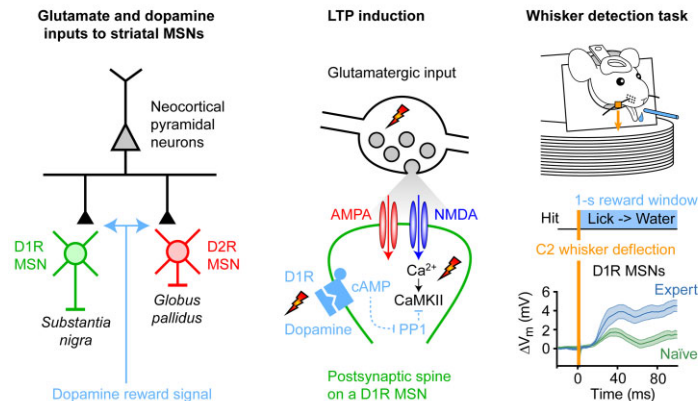 Glutamate and dopamine
inputs to striatal MSNs
Neocortical
pyramidal
neurons
D1R
MSN
D2R
MSN
Substantia
nigra
Globus
pallidus
Dopamine reward signal
LTP induction
Glutamatergic input
AMPA
NMDA
D1R
cAMP
Ca²⁺
CaMKII
Dopamine
PP1
Postsynaptic spine
on a D1R MSN
Whisker detection task
1-s reward window
Hit
Lick -> Water
C2 whisker deflection
D1R MSNs
Expert
Naïve
ΔVm (mV)
6
4
2
0
0
40
80
Time (ms)